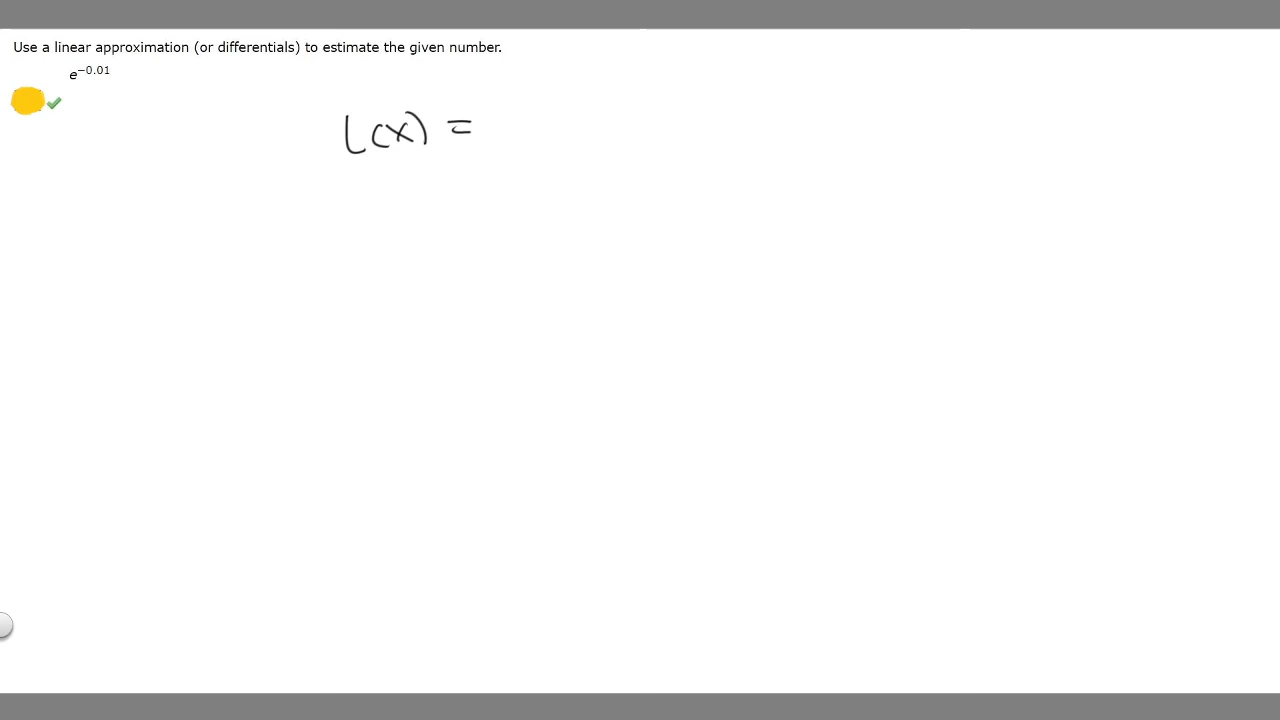 Use a linear approximation (or differentials) to estimate the given number.
e^−0.01
L(x) =